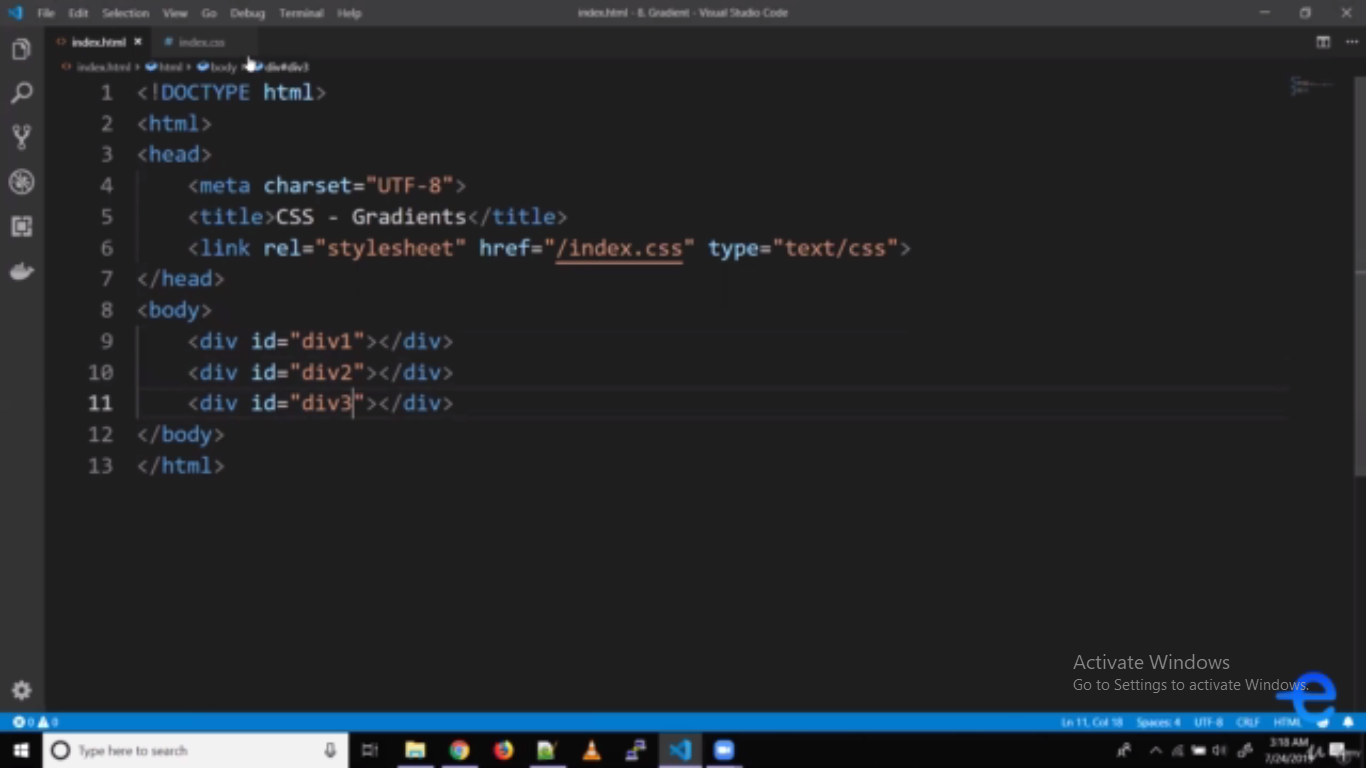 File Edit Selection View Go Debug Terminal Help
index.html - 8. Gradient - Visual Studio Code
index.html index.css
index.html html body div#div3
1 <!DOCTYPE html>
2 <html>
3 <head>
4 <meta charset="UTF-8">
5 <title>CSS - Gradients</title>
6 <link rel="stylesheet" href="/index.css" type="text/css">
7 </head>
8 <body>
9 <div id="div1"></div>
10 <div id="div2"></div>
11 <div id="div3"></div>
12 </body>
13 </html>
Activate Windows
Go to Settings to activate Windows.
0 0
Ln 11, Col 18 Spaces: 4 UTF-8 CRLF HTML
Type here to search
3:18 AM